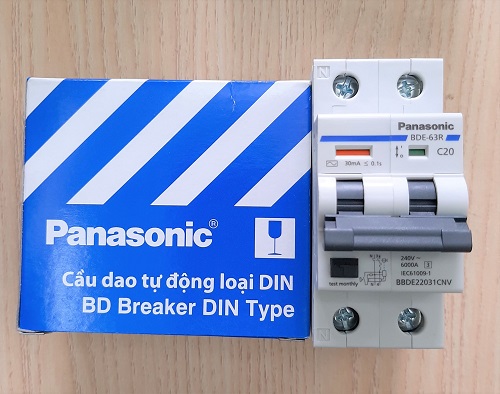 Panasonic®
Cầu dao tự động loại DIN
BD Breaker DIN Type
N
Panasonic
BDE-63R
30mA ≤ 0.1s
C20
240V~
6000A 3
IEC61009-1
test monthly
BBDE22031CNV
N